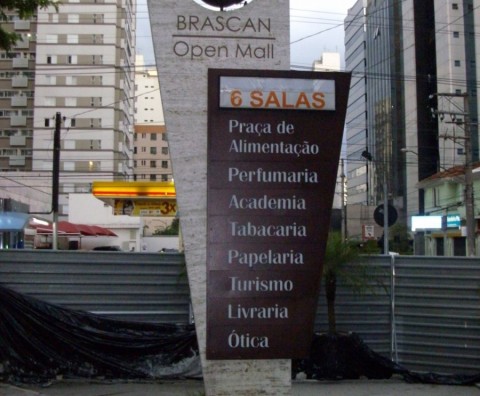 BRASCAN
Open Mall
6 SALAS
Praça de
Alimentação
Perfumaria
Academia
Tabacaria
Papelaria
Turismo
Livraria
Ótica